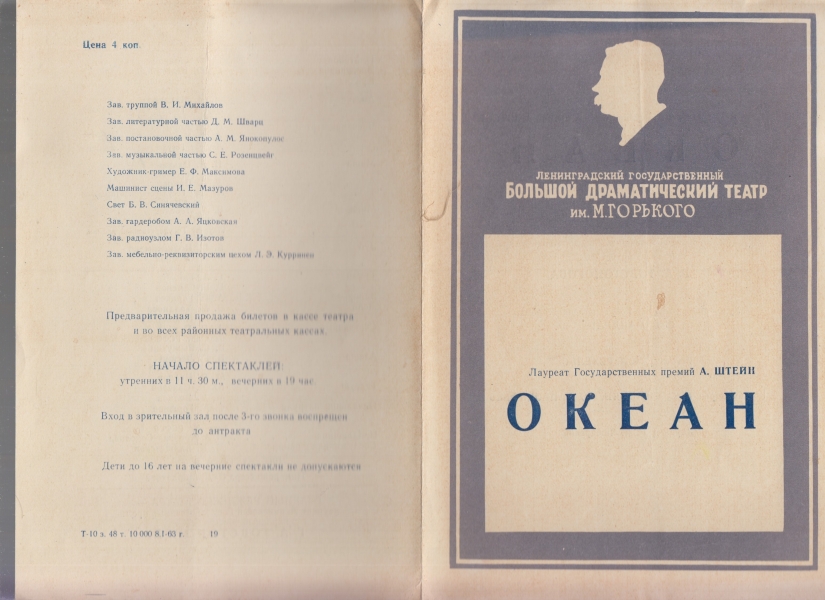 Цена 4 коп.
Зав. труппой В. И. Михайлов
Зав. литературной частью Д. М. Шварц
Зав. постановочной частью А. М. Янокопулос
Зав. музыкальной частью С. Е. Розенцвейг
Художник-гример Е. Ф. Максимова
Машинист сцены И. Е. Мазуров
Свет Б. В. Синячевский
Зав. гардеробом А. А. Яцковская
Зав. радиоузлом Г. В. Изотов
Зав. мебельно-реквизиторским цехом Л. Э. Куррннен
Предварительная продажа билетов в кассе театра
и во всех районных театральных кассах.
НАЧАЛО СПЕКТАКЛЕЙ:
утренних в 11 ч. 30 м., вечерних в 19 час.
Вход в зрительный зал после 3-го звонка воспрещен
до антракта
Дети до 16 лет на вечерние спектакли не допускаются
Т-10 з. 48 т. 10 000 8/I-63 г. 19
ЛЕНИНГРАДСКИЙ ГОСУДАРСТВЕННЫЙ
БОЛЬШОЙ ДРАМАТИЧЕСКИЙ ТЕАТР
ИМ. М. ГОРЬКОГО
Лауреат Государственных премий А. ШТЕЙН
ОКЕАН